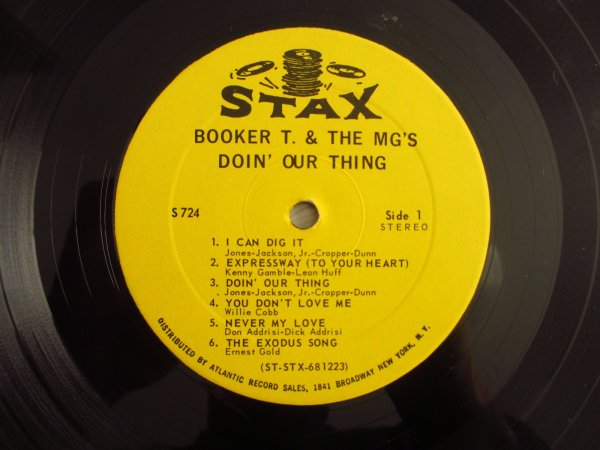 STAX
BOOKER T. & THE MG'S
DOIN' OUR THING
S 724
Side 1
STEREO
1. I CAN DIG IT
Jones-Jackson, Jr.-Cropper-Dunn
2. EXPRESSWAY (TO YOUR HEART)
Kenny Gamble-Leon Huff
3. DOIN' OUR THING
Jones-Jackson, Jr.-Cropper-Dunn
4. YOU DON'T LOVE ME
Willie Cobb
5. NEVER MY LOVE
Don Addrisi-Dick Addrisi
6. THE EXODUS SONG
Ernest Gold
(ST-STX-681223)
DISTRIBUTED BY ATLANTIC RECORD SALES, 1841 BROADWAY NEW YORK, N. Y.